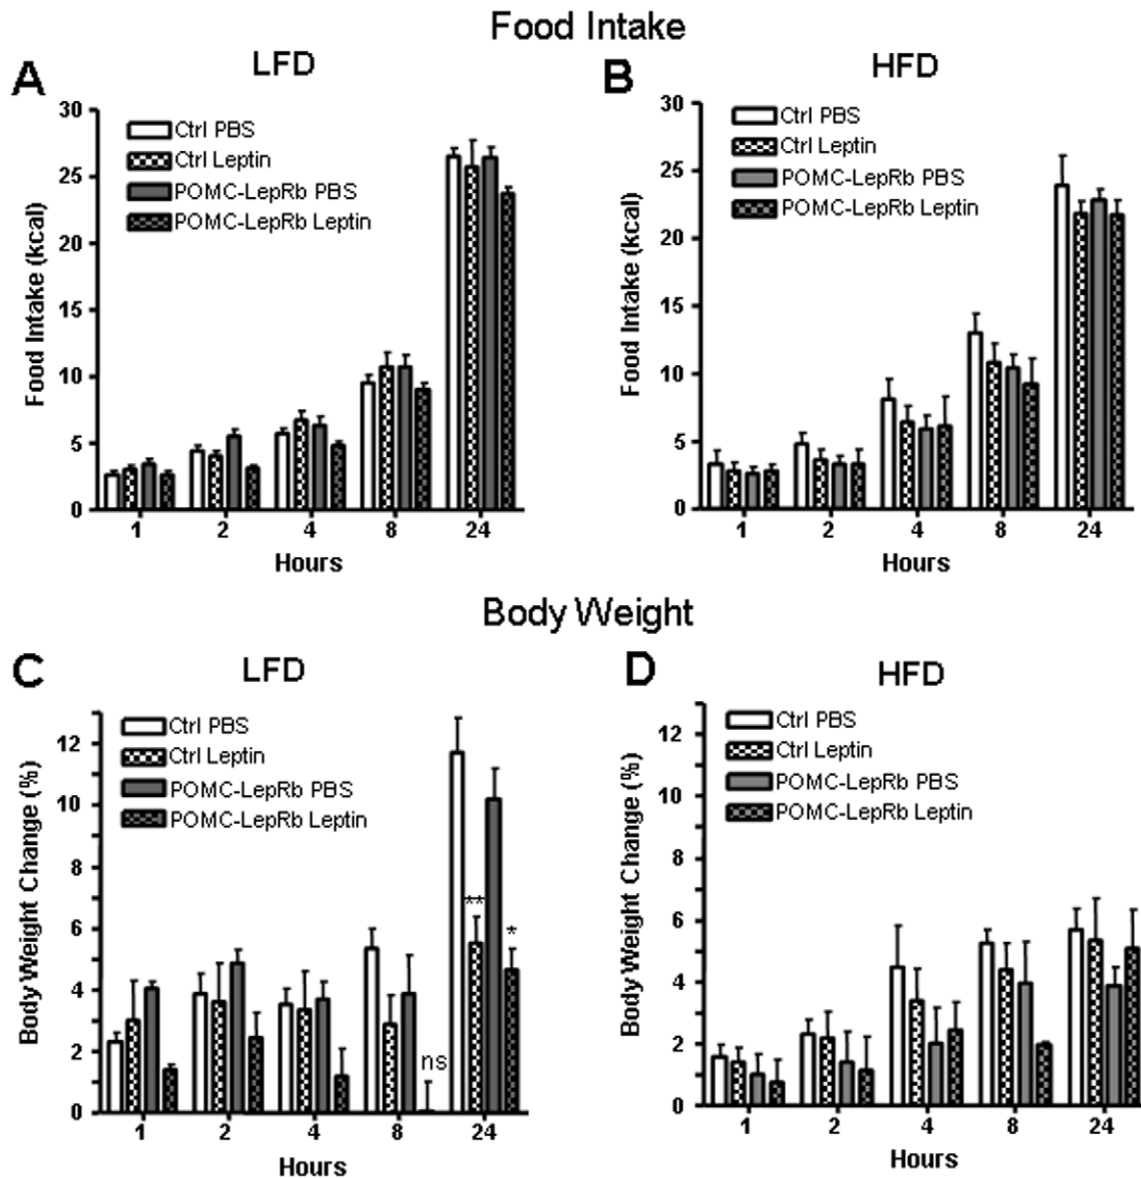 Food Intake
A
LFD
30
25
20
15
10
5
0
Food Intake (kcal)
Ctrl PBS
Ctrl Leptin
POMC-LepRb PBS
POMC-LepRb Leptin
1 2 4 8 24
Hours
B
HFD
30
25
20
15
10
5
0
Food Intake (kcal)
Ctrl PBS
Ctrl Leptin
POMC-LepRb PBS
POMC-LepRb Leptin
1 2 4 8 24
Hours
Body Weight
C
LFD
12
10
8
6
4
2
0
Body Weight Change (%)
Ctrl PBS
Ctrl Leptin
POMC-LepRb PBS
POMC-LepRb Leptin
**
*
ns
1 2 4 8 24
Hours
D
HFD
12
10
8
6
4
2
0
Body Weight Change (%)
Ctrl PBS
Ctrl Leptin
POMC-LepRb PBS
POMC-LepRb Leptin
1 2 4 8 24
Hours